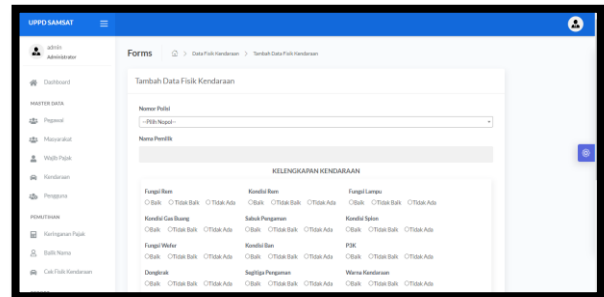 UPPD SAMSAT
admin
Administrator
Forms
Data Fisik Kendaraan > Tambah Data Fisik Kendaraan
Dashboard
MASTER DATA
Pegawai
Masyarakat
Wajib Pajak
Kendaraan
Pengguna
PEMUTIHAN
Keringanan Pajak
Balik Nama
Cek Fisik Kendaraan
Tambah Data Fisik Kendaraan
Nomor Polisi
--Pilih Nopol--
Nama Pemilik
KELENGKAPAN KENDARAAN
Fungsi Rem Kondisi Rem Fungsi Lampu
Baik Tidak Baik Tidak Ada Baik Tidak Baik Tidak Ada Baik Tidak Baik Tidak Ada
Kondisi Gas Buang Sabuk Pengaman Kondisi Spion
Baik Tidak Baik Tidak Ada Baik Tidak Baik Tidak Ada Baik Tidak Baik Tidak Ada
Fungsi Wefer Kondisi Ban P3K
Baik Tidak Baik Tidak Ada Baik Tidak Baik Tidak Ada Baik Tidak Baik Tidak Ada
Dongkrak Segitiga Pengaman Warna Kendaraan
Baik Tidak Baik Tidak Ada Baik Tidak Baik Tidak Ada Baik Tidak Baik Tidak Ada